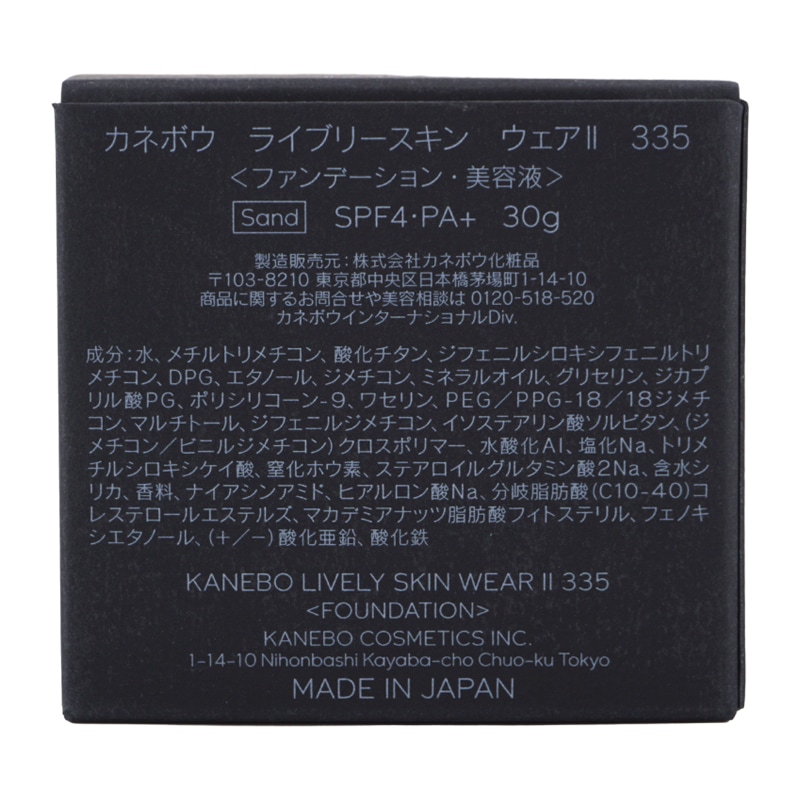 カネボウ ライブリースキン ウェアII 335
<ファンデーション・美容液>
Sand SPF4・PA+ 30g
製造販売元:株式会社カネボウ化粧品
〒103-8210 東京都中央区日本橋茅場町1-14-10
商品に関するお問合せや美容相談は 0120-518-520
カネボウインターナショナルDiv.
成分:水、メチルトリメチコン、酸化チタン、ジフェニルシロキシフェニルトリ
メチコン、DPG、エタノール、ジメチコン、ミネラルオイル、グリセリン、ジカプ
リル酸PG、ポリシリコーン-9、ワセリン、PEG/PPG-18/18ジメチ
コン、マルチトール、ジフェニルジメチコン、イソステアリン酸ソルビタン、(ジ
メチコン/ビニルジメチコン)クロスポリマー、水酸化Al、塩化Na、トリメ
チルシロキシケイ酸、窒化ホウ素、ステアロイルグルタミン酸2Na、含水シ
リカ、香料、ナイアシンアミド、ヒアルロン酸Na、分岐脂肪酸(C10-40)コ
レステロールエステルズ、マカデミアナッツ脂肪酸フィトステリル、フェノキ
シエタノール、(+/-)酸化亜鉛、酸化鉄
KANEBO LIVELY SKIN WEAR II 335
<FOUNDATION>
KANEBO COSMETICS INC.
1-14-10 Nihonbashi Kayaba-cho Chuo-ku Tokyo
MADE IN JAPAN